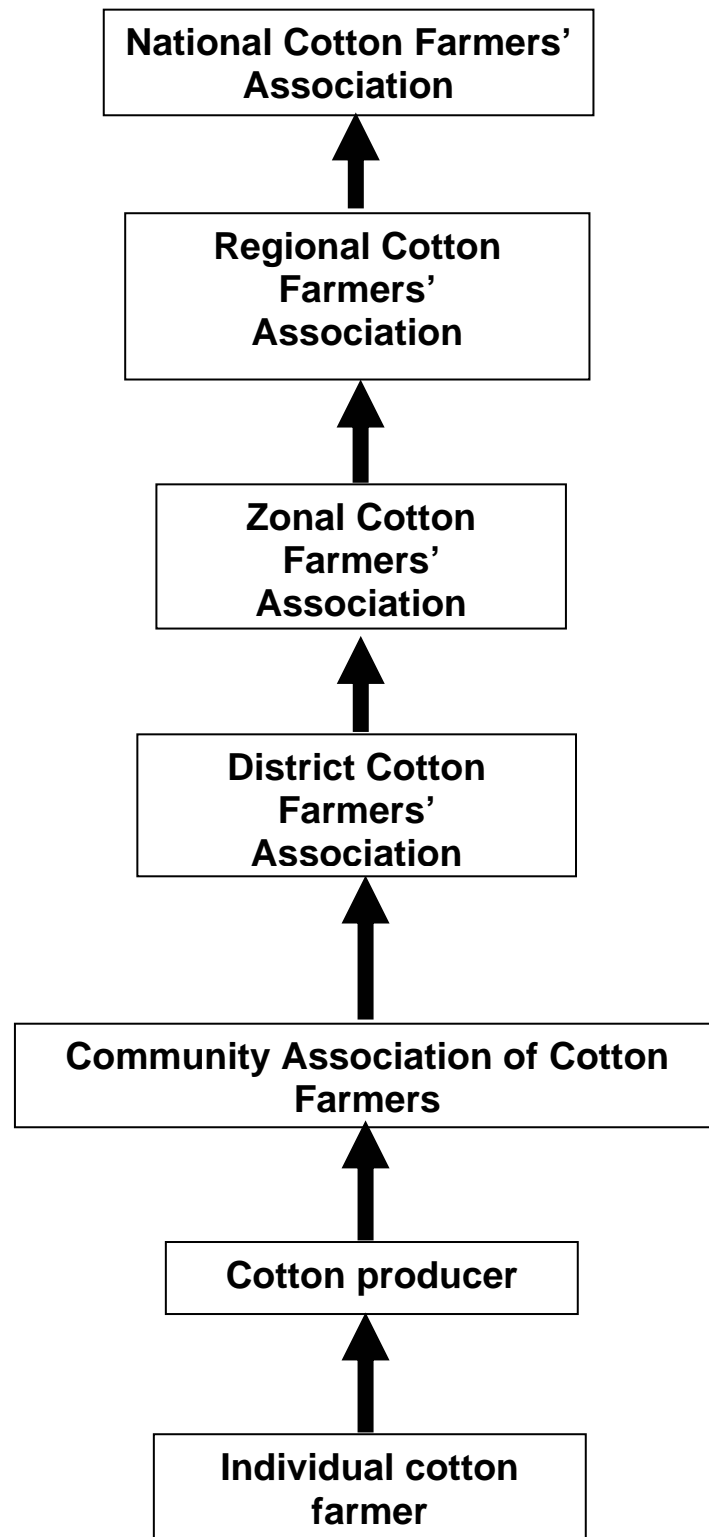 National Cotton Farmers’
Association
Regional Cotton
Farmers’
Association
Zonal Cotton
Farmers’
Association
District Cotton
Farmers’
Association
Community Association of Cotton
Farmers
Cotton producer
Individual cotton
farmer